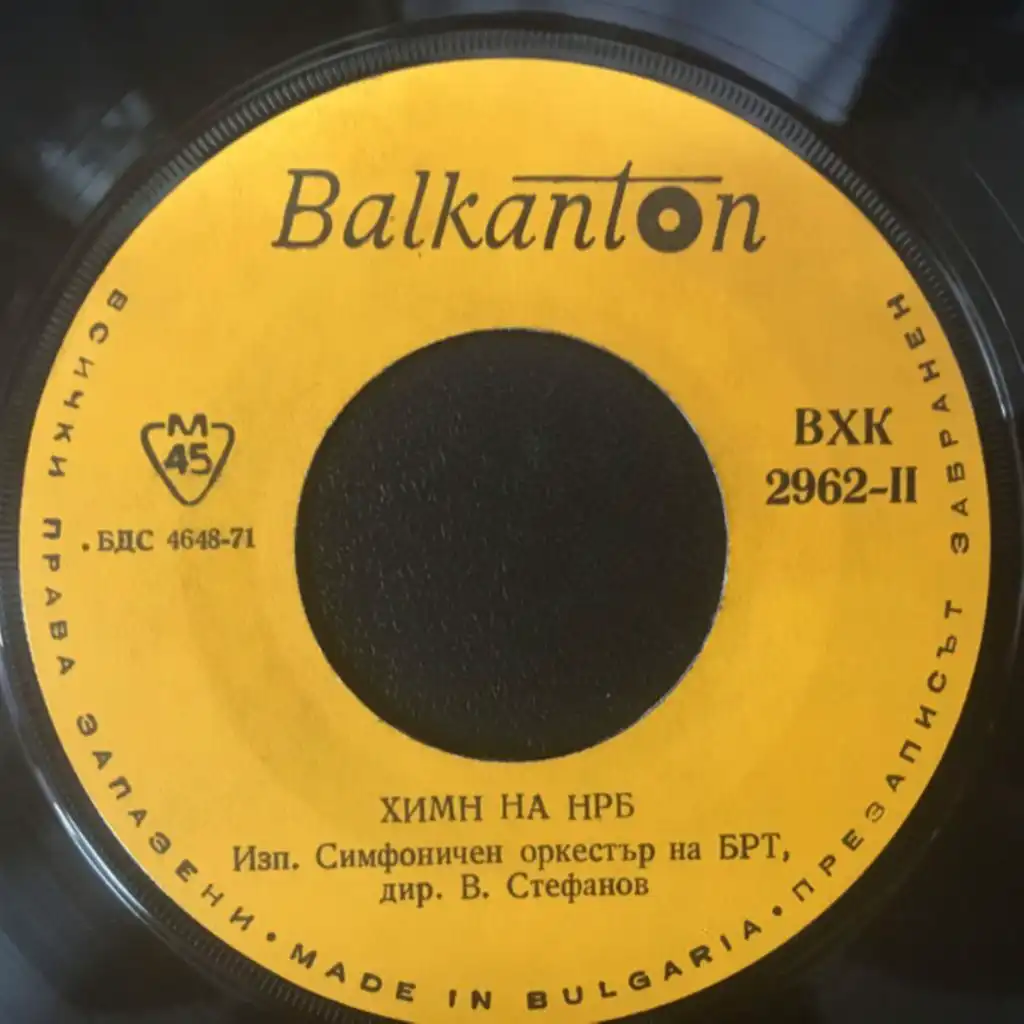 Balkanton
M
45
БДС 4648-71
ВХК
2962-II
ХИМН НА НРБ
Изп. Симфоничен оркестър на БРТ,
дир. В. Стефанов
ВСИЧКИ ПРАВА ЗАПАЗЕНИ • MADE IN BULGARIA • ПРЕЗАПИСЪТ ЗАБРАНЕН